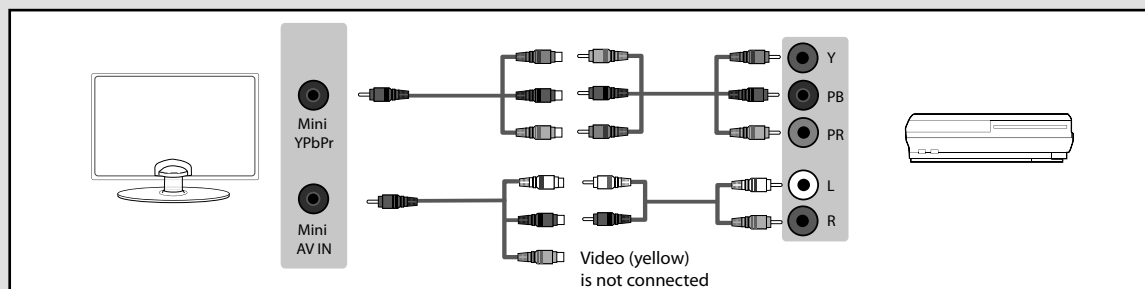 Mini
YPbPr
Mini
AV IN
Video (yellow)
is not connected
Y
PB
PR
L
R